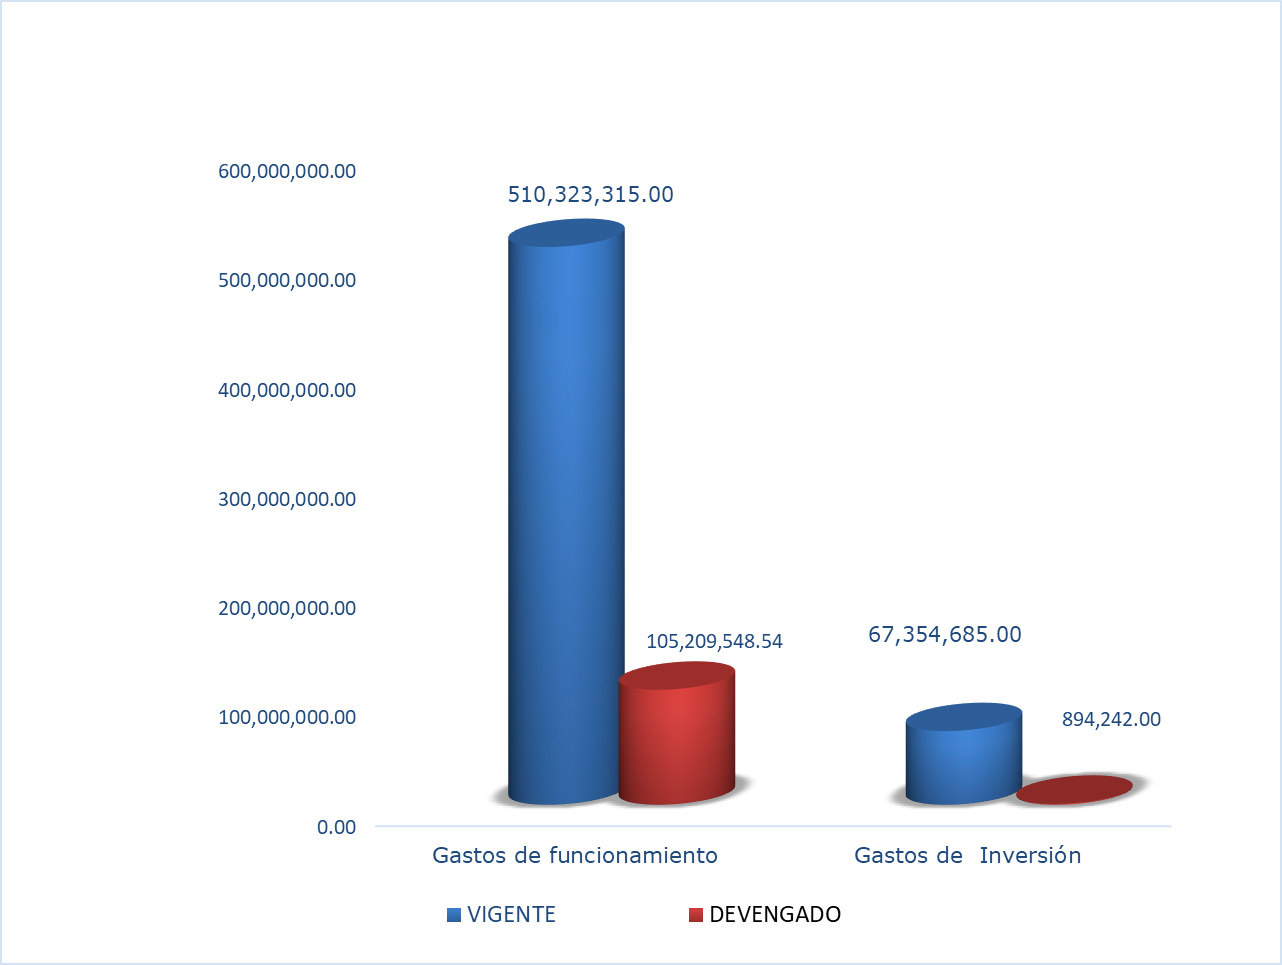 600,000,000.00
510,323,315.00
500,000,000.00
400,000,000.00
300,000,000.00
200,000,000.00
105,209,548.54
67,354,685.00
100,000,000.00
894,242.00
0.00
Gastos de funcionamiento
Gastos de  Inversión
VIGENTE
DEVENGADO